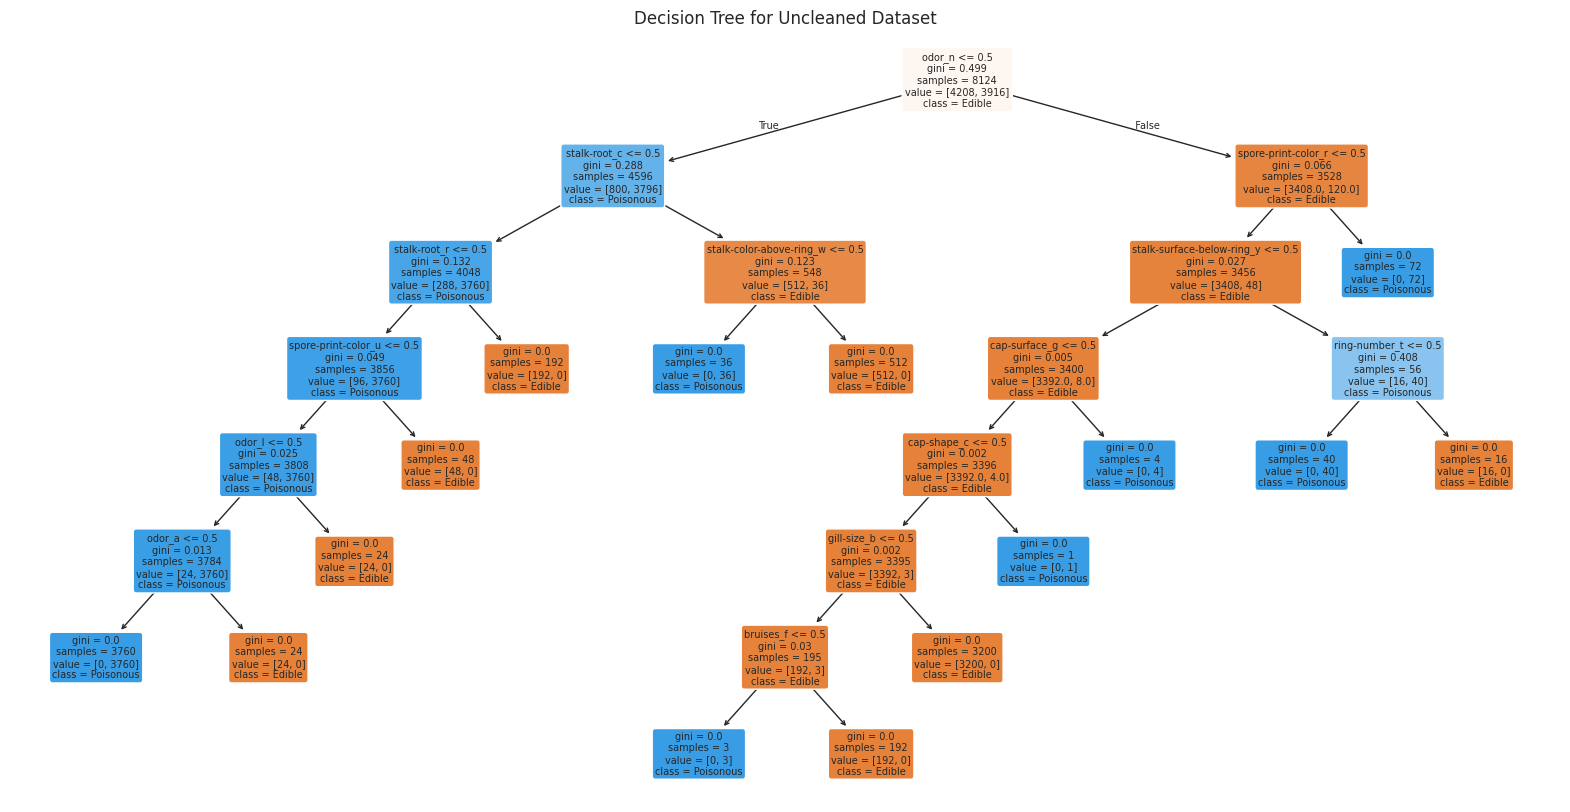 Decision Tree for Uncleaned Dataset
odor_n <= 0.5
gini = 0.499
samples = 8124
value = [4208, 3916]
class = Edible
True
False
stalk-root_c <= 0.5
gini = 0.288
samples = 4596
value = [800, 3796]
class = Poisonous
spore-print-color_r <= 0.5
gini = 0.066
samples = 3528
value = [3408.0, 120.0]
class = Edible
stalk-root_r <= 0.5
gini = 0.132
samples = 4048
value = [288, 3760]
class = Poisonous
stalk-color-above-ring_w <= 0.5
gini = 0.123
samples = 548
value = [512, 36]
class = Edible
stalk-surface-below-ring_y <= 0.5
gini = 0.027
samples = 3456
value = [3408, 48]
class = Edible
gini = 0.0
samples = 72
value = [0, 72]
class = Poisonous
spore-print-color_u <= 0.5
gini = 0.049
samples = 3856
value = [96, 3760]
class = Poisonous
gini = 0.0
samples = 192
value = [192, 0]
class = Edible
gini = 0.0
samples = 36
value = [0, 36]
class = Poisonous
gini = 0.0
samples = 512
value = [512, 0]
class = Edible
cap-surface_g <= 0.5
gini = 0.005
samples = 3400
value = [3392.0, 8.0]
class = Edible
ring-number_t <= 0.5
gini = 0.408
samples = 56
value = [16, 40]
class = Poisonous
odor_l <= 0.5
gini = 0.025
samples = 3808
value = [48, 3760]
class = Poisonous
gini = 0.0
samples = 48
value = [48, 0]
class = Edible
cap-shape_c <= 0.5
gini = 0.002
samples = 3396
value = [3392.0, 4.0]
class = Edible
gini = 0.0
samples = 4
value = [0, 4]
class = Poisonous
gini = 0.0
samples = 40
value = [0, 40]
class = Poisonous
gini = 0.0
samples = 16
value = [16, 0]
class = Edible
odor_a <= 0.5
gini = 0.013
samples = 3784
value = [24, 3760]
class = Poisonous
gini = 0.0
samples = 24
value = [24, 0]
class = Edible
gill-size_b <= 0.5
gini = 0.002
samples = 3395
value = [3392, 3]
class = Edible
gini = 0.0
samples = 1
value = [0, 1]
class = Poisonous
gini = 0.0
samples = 3760
value = [0, 3760]
class = Poisonous
gini = 0.0
samples = 24
value = [24, 0]
class = Edible
bruises_f <= 0.5
gini = 0.03
samples = 195
value = [192, 3]
class = Edible
gini = 0.0
samples = 3200
value = [3200, 0]
class = Edible
gini = 0.0
samples = 3
value = [0, 3]
class = Poisonous
gini = 0.0
samples = 192
value = [192, 0]
class = Edible